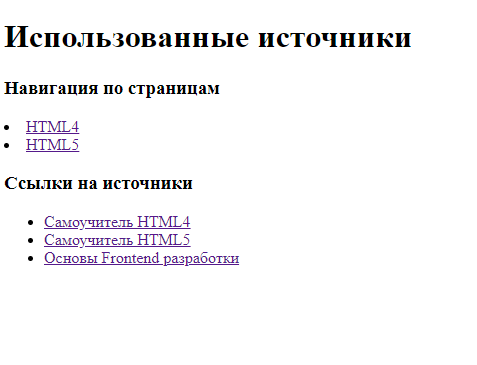 Использованные источники
Навигация по страницам
HTML4
HTML5
Ссылки на источники
Самоучитель HTML4
Самоучитель HTML5
Основы Frontend разработки